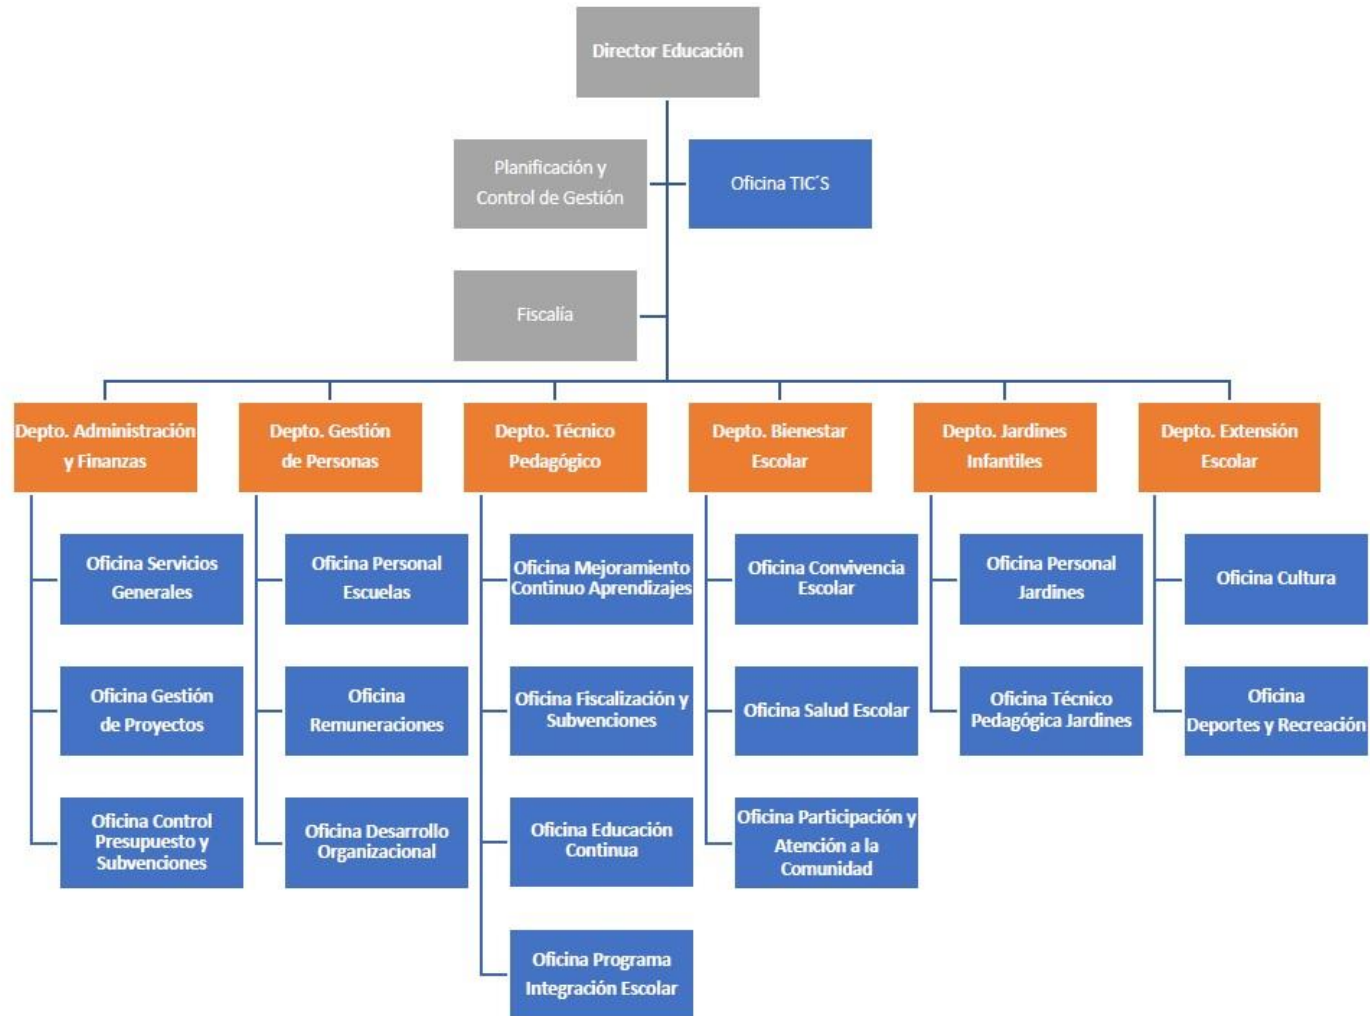 Director Educación
Planificación y
Control de Gestión
Oficina TIC´S
Fiscalía
Depto. Administración
y Finanzas
Depto. Gestión
de Personas
Depto. Técnico
Pedagógico
Depto. Bienestar
Escolar
Depto. Jardines
Infantiles
Depto. Extensión
Escolar
Oficina Servicios
Generales
Oficina Personal
Escuelas
Oficina Mejoramiento
Continuo Aprendizajes
Oficina Convivencia
Escolar
Oficina Personal
Jardines
Oficina Cultura
Oficina Gestión
de Proyectos
Oficina
Remuneraciones
Oficina Fiscalización y
Subvenciones
Oficina Salud Escolar
Oficina Técnico
Pedagógica Jardines
Oficina
Deportes y Recreación
Oficina Control
Presupuesto y
Subvenciones
Oficina Desarrollo
Organizacional
Oficina Educación
Continua
Oficina Participación y
Atención a la
Comunidad
Oficina Programa
Integración Escolar